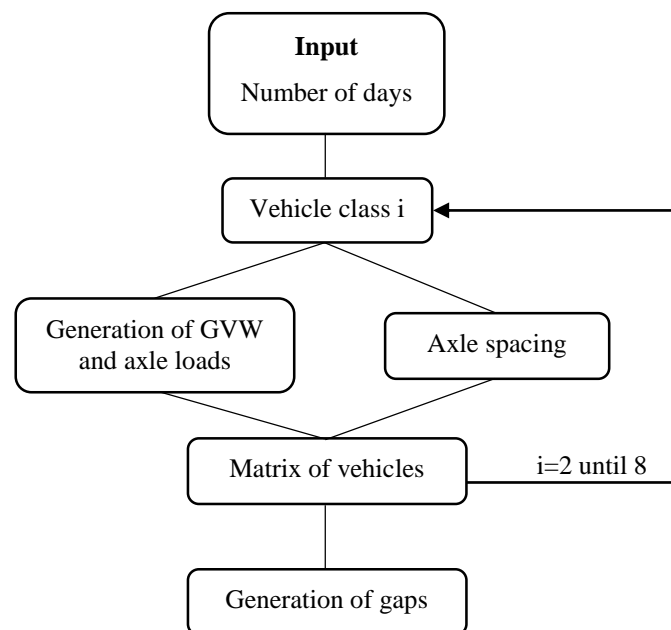 Input
Number of days
Vehicle class i
Generation of GVW
and axle loads
Axle spacing
Matrix of vehicles
i=2 until 8
Generation of gaps